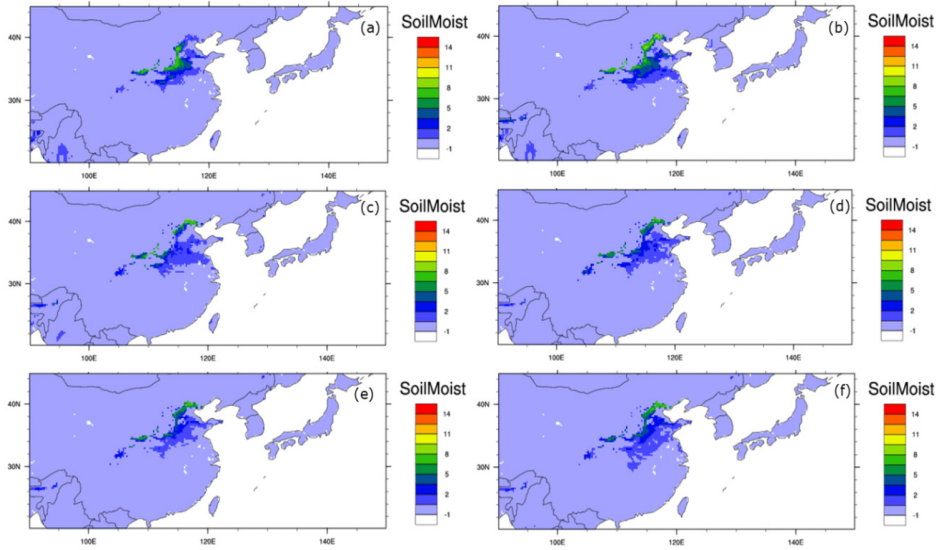 (a)
SoilMoist
14
11
8
5
2
-1
40N
30N
100E
120E
140E
(b)
SoilMoist
14
11
8
5
2
-1
40N
30N
100E
120E
140E
(c)
SoilMoist
14
11
8
5
2
-1
40N
30N
100E
120E
140E
(d)
SoilMoist
14
11
8
5
2
-1
40N
30N
100E
120E
140E
(e)
SoilMoist
14
11
8
5
2
-1
40N
30N
100E
120E
140E
(f)
SoilMoist
14
11
8
5
2
-1
40N
30N
100E
120E
140E